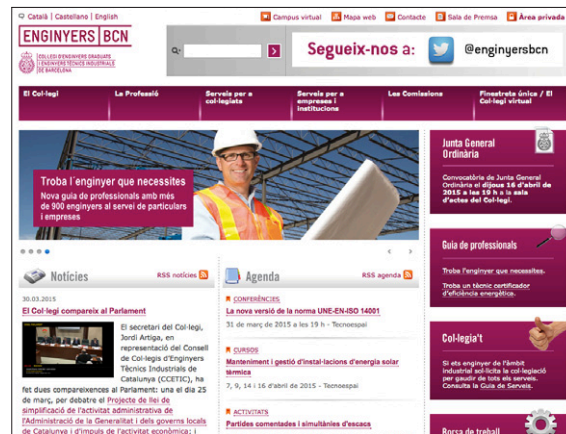 Català | Castellano | English
Campus virtual
Mapa web
Contacte
Sala de Premsa
Àrea privada
ENGINYERS BCN
COL·LEGI D'ENGINYERS GRADUATS
I ENGINYERS TÈCNICS INDUSTRIALS
DE BARCELONA
Segueix-nos a:
@enginyersbcn
El Col·legi
La Professió
Serveis per a
col·legiats
Serveis per a
empreses i
institucions
Les Comissions
Finestreta única / El
Col·legi virtual
Troba l´enginyer que necessites
Nova guia de professionals amb més
de 900 enginyers al servei de particulars
i empreses
Junta General
Ordinària
Convocatòria de Junta General
Ordinària el dijous 16 d'abril de
2015 a les 19 h a la sala
d'actes del Col·legi.
Guia de professionals
Troba l'enginyer que necessites.
Troba un tècnic certificador
d'eficiència energètica.
Col·legia't
Si ets enginyer de l'àmbit
industrial sol·licita la col·legiació
per gaudir de tots els serveis.
Consulta la Guia de Serveis.
Borsa de treball
Notícies
RSS notícies
30.03.2015
El Col·legi compareix al Parlament
El secretari del Col·legi,
Jordi Artiga, en
representació del Consell
de Col·legis d'Enginyers
Tècnics Industrials de
Catalunya (CCETIC), ha
fet dues compareixences al Parlament: una el dia 25
de març, per debatre el Projecte de llei de
simplificació de l'activitat administrativa de
l'Administració de la Generalitat i dels governs locals
de Catalunya i d'impuls de l'activitat econòmica; i
Agenda
RSS agenda
CONFERÈNCIES
La nova versió de la norma UNE-EN-ISO 14001
31 de març de 2015 a les 19 h - Tecnoespai
CURSOS
Manteniment i gestió d'instal·lacions d'energia solar
tèrmica
7, 9, 14 i 16 d'abril de 2015 - Tecnoespai
ACTIVITATS
Partides comentades i simultànies d'escacs